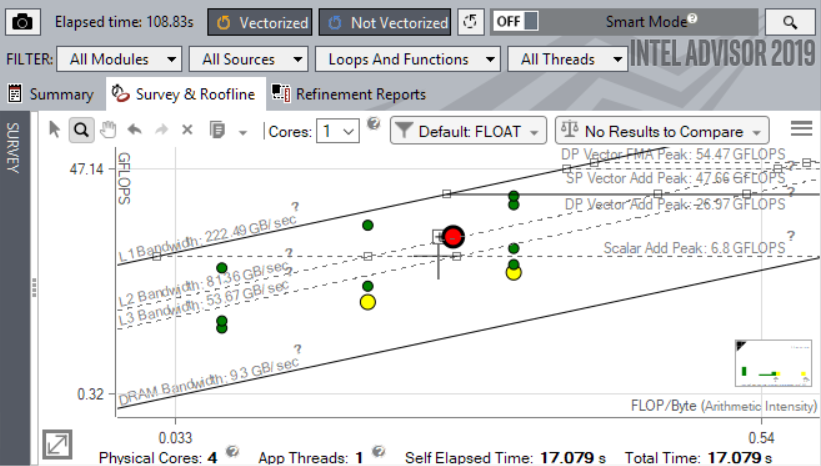 Elapsed time: 108.83s Vectorized Not Vectorized OFF Smart Mode?
FILTER: All Modules All Sources Loops And Functions All Threads INTEL ADVISOR 2019
Summary Survey & Roofline Refinement Reports
SURVEY
Cores: 1 ? Default: FLOAT No Results to Compare
GFLOPS
47.14
DP Vector FMA Peak: 54.47 GFLOPS
?
SP Vector Add Peak: 47.66 GFLOPS
?
DP Vector Add Peak: 26.97 GFLOPS
?
Scalar Add Peak: 6.8 GFLOPS
?
L1 Bandwidth: 222.49 GB/sec
?
L2 Bandwidth: 81.36 GB/sec
?
L3 Bandwidth: 53.67 GB/sec
?
DRAM Bandwidth: 9.3 GB/sec
0.32
FLOP/Byte (Arithmetic Intensity)
0.033 0.54
Physical Cores: 4 ? App Threads: 1 ? Self Elapsed Time: 17.079 s Total Time: 17.079 s